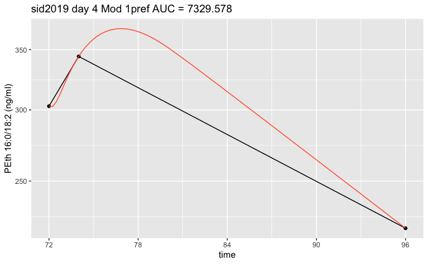 sid2019 day 4 Mod 1pref AUC = 7329.578
PEth 16:0/18:2 (ng/ml)
350
300
250
72
78
84
90
96
time